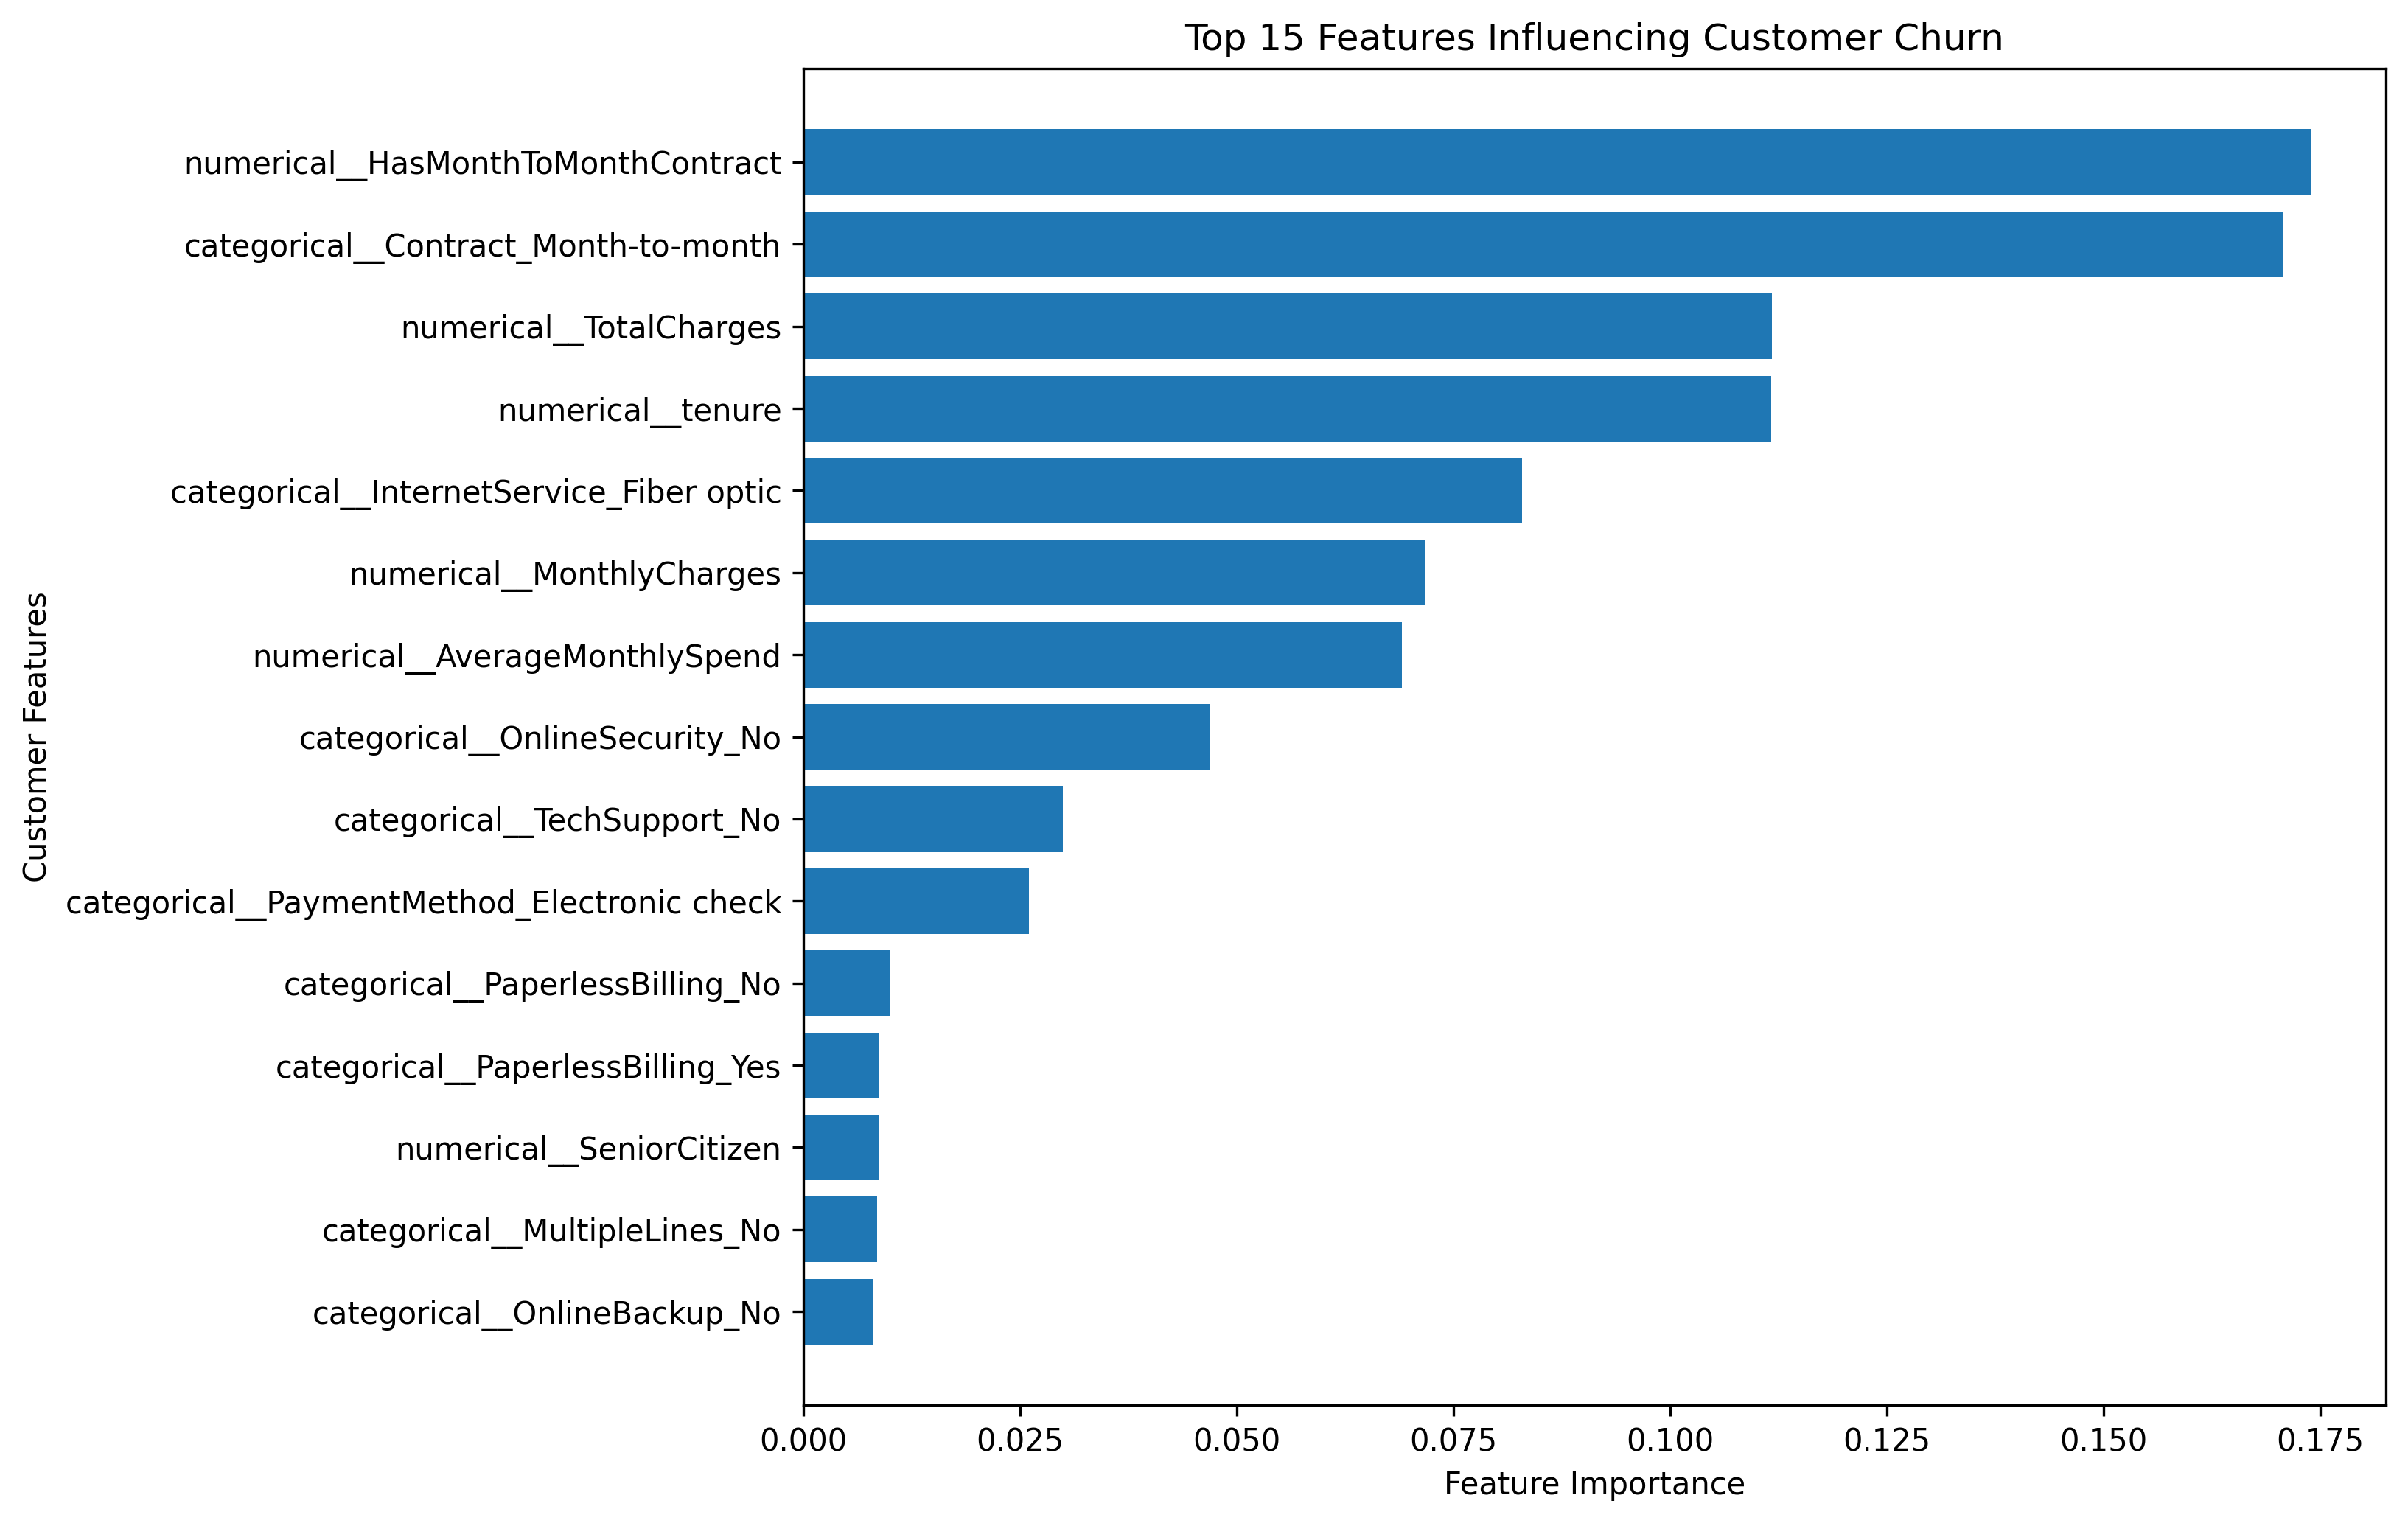 Top 15 Features Influencing Customer Churn
Customer Features
numerical__HasMonthToMonthContract
categorical__Contract_Month-to-month
numerical__TotalCharges
numerical__tenure
categorical__InternetService_Fiber optic
numerical__MonthlyCharges
numerical__AverageMonthlySpend
categorical__OnlineSecurity_No
categorical__TechSupport_No
categorical__PaymentMethod_Electronic check
categorical__PaperlessBilling_No
categorical__PaperlessBilling_Yes
numerical__SeniorCitizen
categorical__MultipleLines_No
categorical__OnlineBackup_No
0.000 0.025 0.050 0.075 0.100 0.125 0.150 0.175
Feature Importance